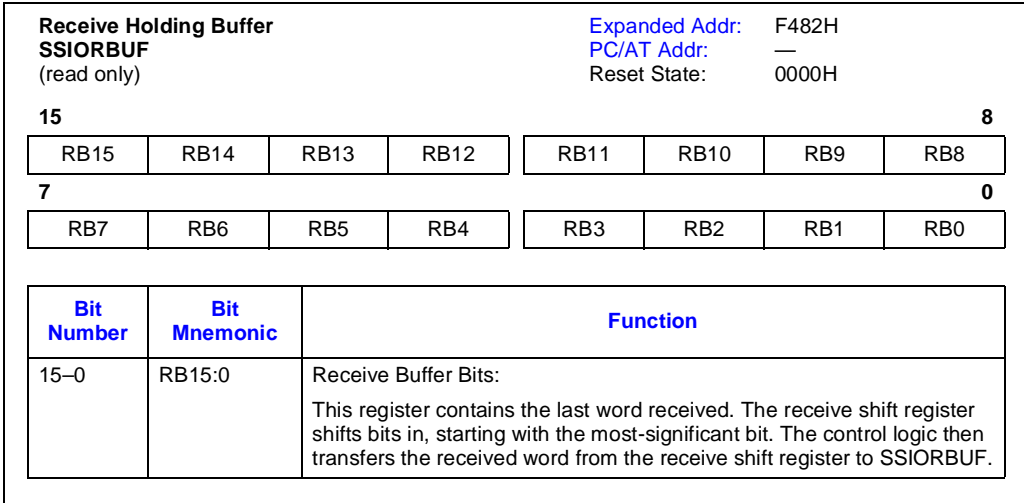 Receive Holding Buffer Expanded Addr: F482H
SSIORBUF PC/AT Addr: —
(read only) Reset State: 0000H
15 8
RB15 RB14 RB13 RB12 RB11 RB10 RB9 RB8
7 0
RB7 RB6 RB5 RB4 RB3 RB2 RB1 RB0
Bit Number Bit Mnemonic Function
15–0 RB15:0 Receive Buffer Bits:
This register contains the last word received. The receive shift register
shifts bits in, starting with the most-significant bit. The control logic then
transfers the received word from the receive shift register to SSIORBUF.